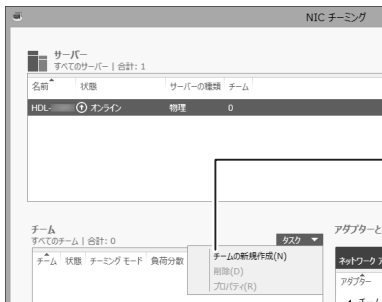 NIC チーミング
サーバー
すべてのサーバー | 合計: 1
名前 状態 サーバーの種類 チーム
HDL- オンライン 物理 0
チーム
すべてのチーム | 合計: 0
タスク
チーム 状態 チーミング モード 負荷分散
チームの新規作成(N)
削除(D)
プロパティ(R)
アダプターと
ネットワーク ア
アダプター